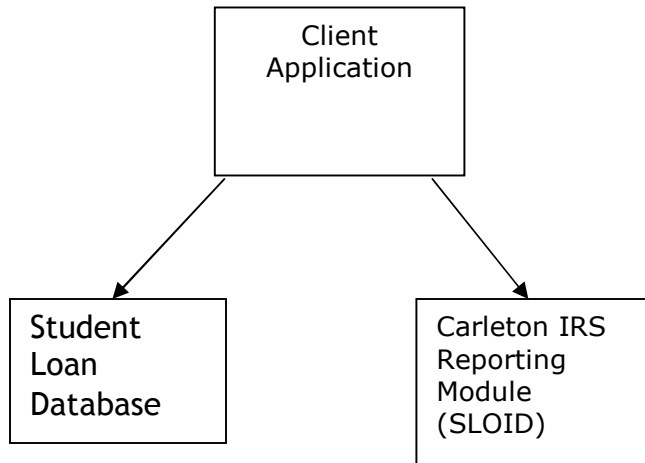 Client
Application
Student
Loan
Database
Carleton IRS
Reporting
Module
(SLOID)